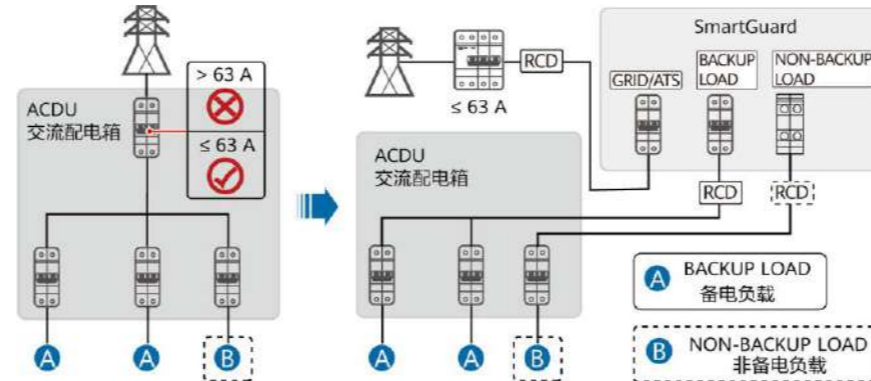 ACDU
交流配电箱
> 63 A
≤ 63 A
A
A
B
≤ 63 A
RCD
SmartGuard
GRID/ATS
BACKUP
LOAD
NON-BACKUP
LOAD
RCD
RCD
ACDU
交流配电箱
A
A
B
A
BACKUP LOAD
备电负载
B
NON-BACKUP LOAD
非备电负载